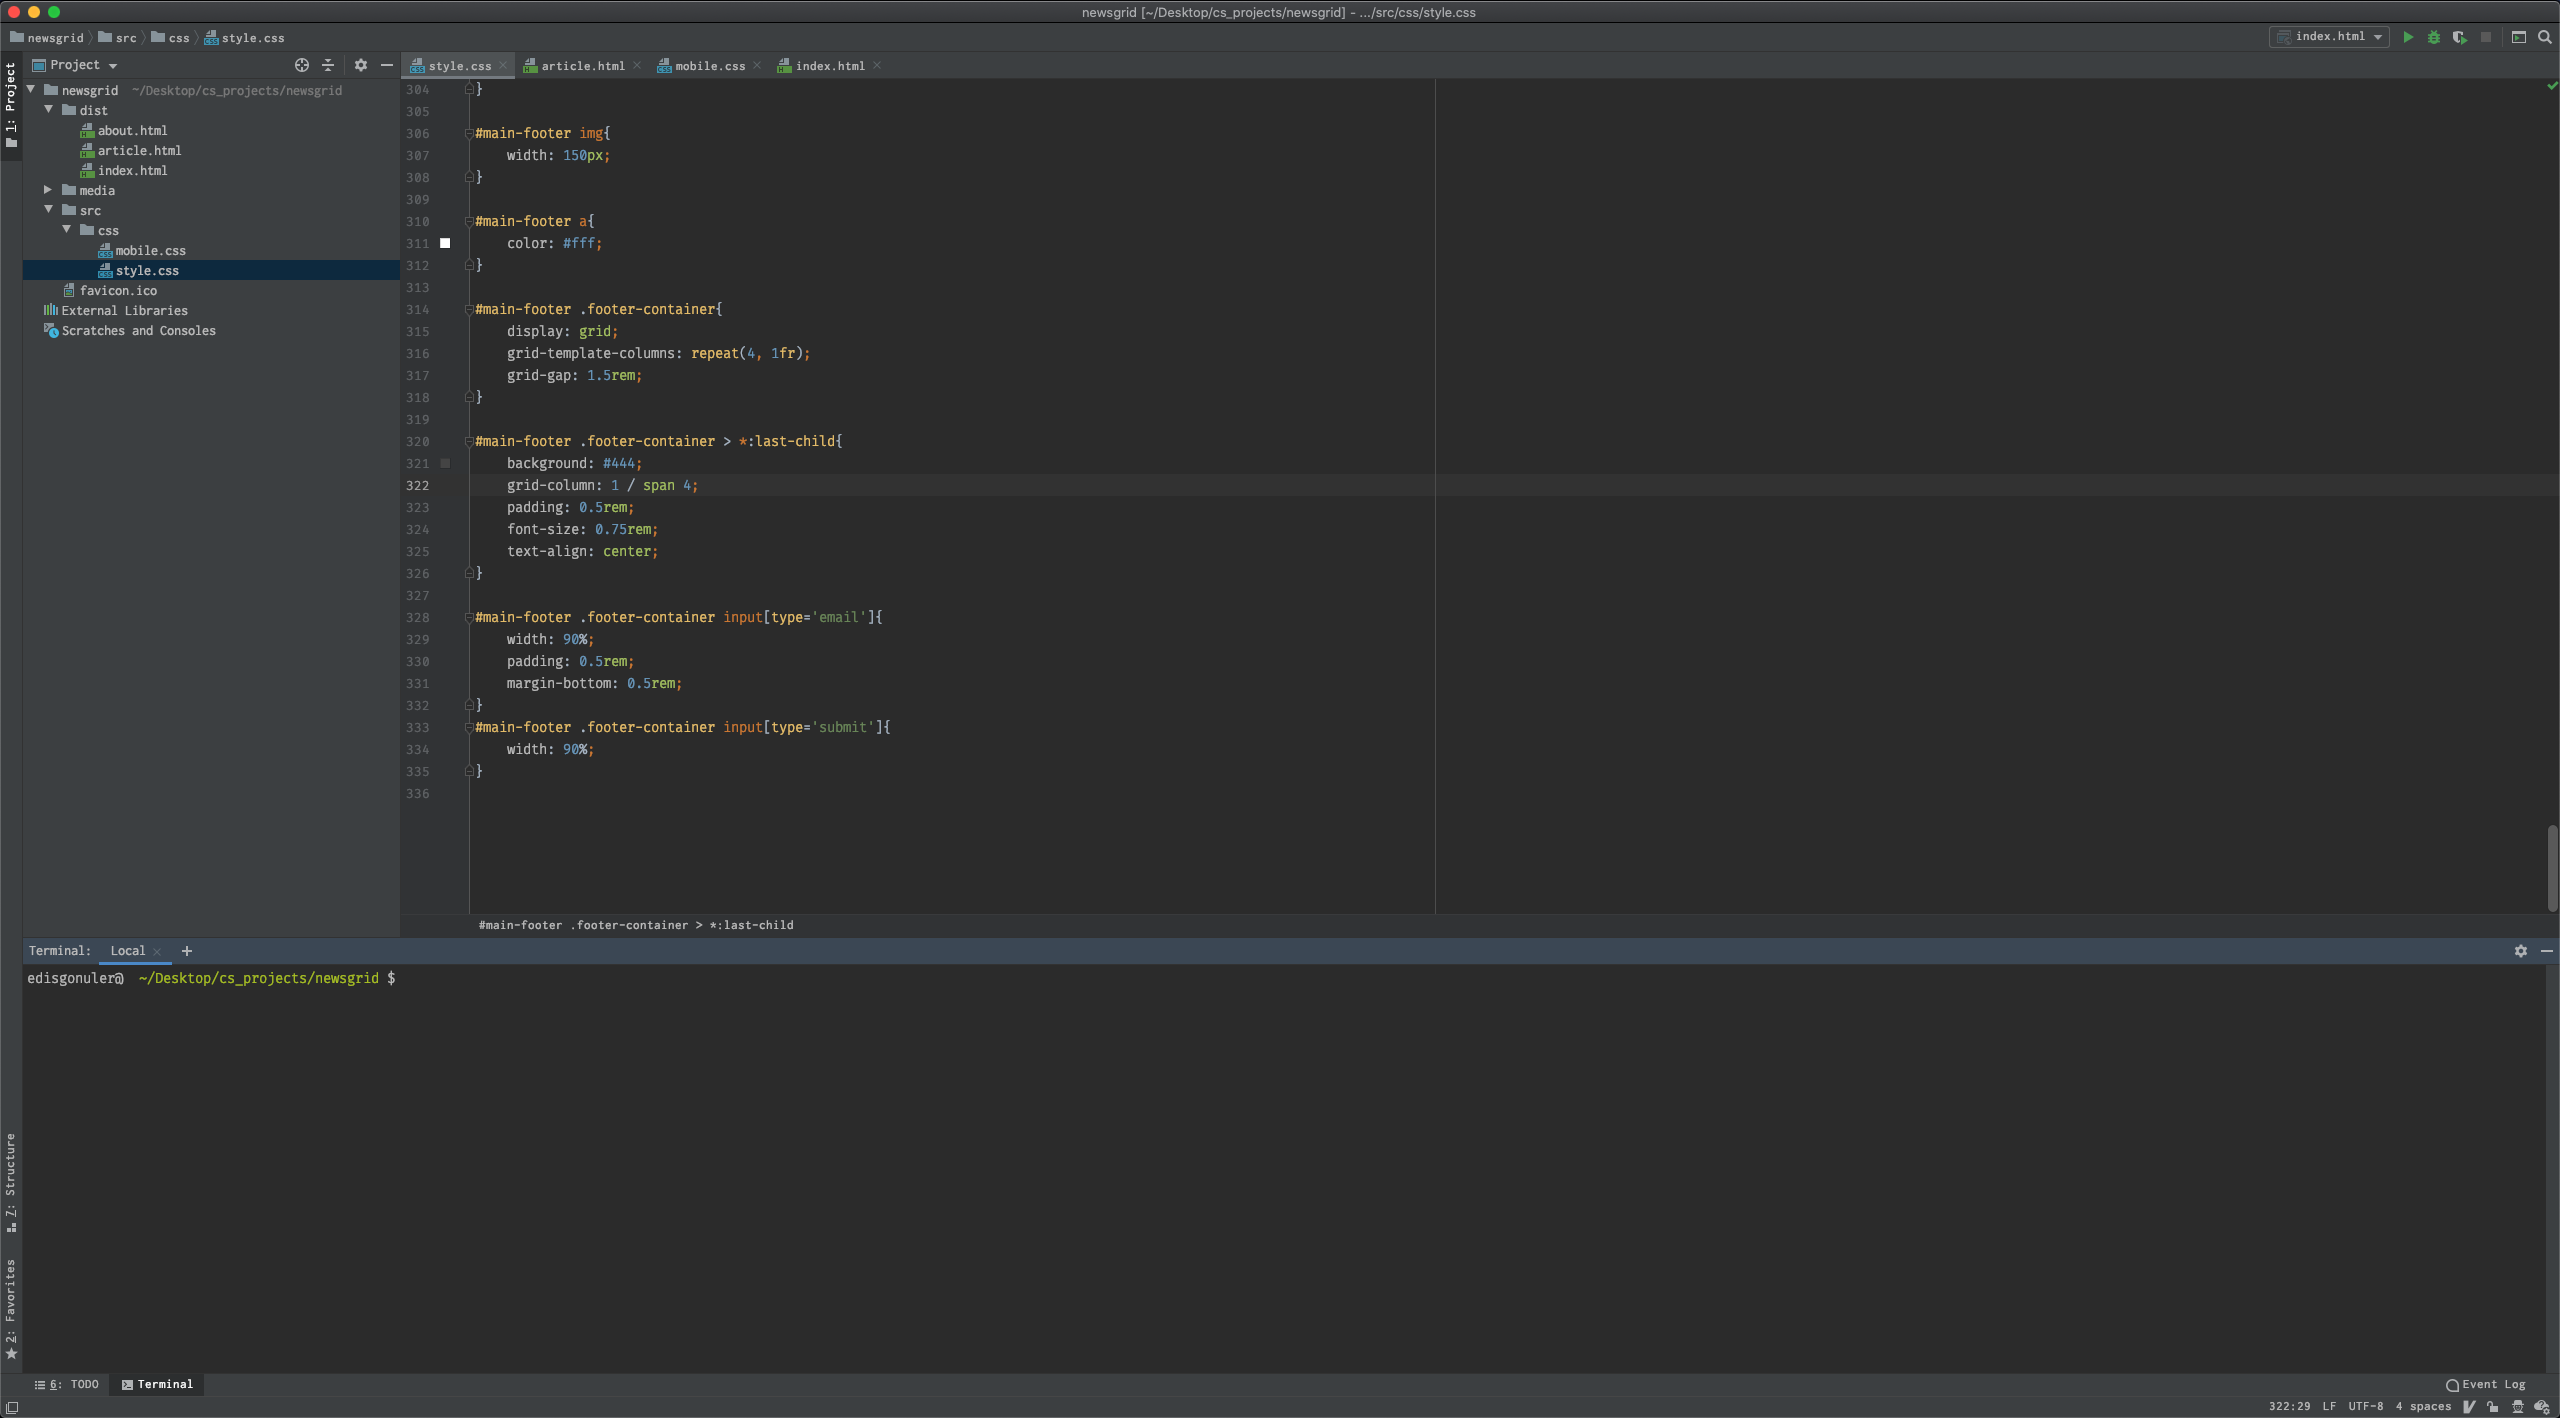 newsgrid [~/Desktop/cs_projects/newsgrid] - .../src/css/style.css
newsgrid src css style.css
index.html
1: Project
Project
style.css article.html mobile.css index.html
newsgrid ~/Desktop/cs_projects/newsgrid
dist
about.html
article.html
index.html
media
src
css
mobile.css
style.css
favicon.ico
External Libraries
Scratches and Consoles
304 }
305
306 #main-footer img{
307 width: 150px;
308 }
309
310 #main-footer a{
311 color: #fff;
312 }
313
314 #main-footer .footer-container{
315 display: grid;
316 grid-template-columns: repeat(4, 1fr);
317 grid-gap: 1.5rem;
318 }
319
320 #main-footer .footer-container > *:last-child{
321 background: #444;
322 grid-column: 1 / span 4;
323 padding: 0.5rem;
324 font-size: 0.75rem;
325 text-align: center;
326 }
327
328 #main-footer .footer-container input[type='email']{
329 width: 90%;
330 padding: 0.5rem;
331 margin-bottom: 0.5rem;
332 }
333 #main-footer .footer-container input[type='submit']{
334 width: 90%;
335 }
336
#main-footer .footer-container > *:last-child
Terminal: Local +
edisgonuler@ ~/Desktop/cs_projects/newsgrid $
7: Structure
2: Favorites
6: TODO Terminal
Event Log
322:29 LF UTF-8 4 spaces